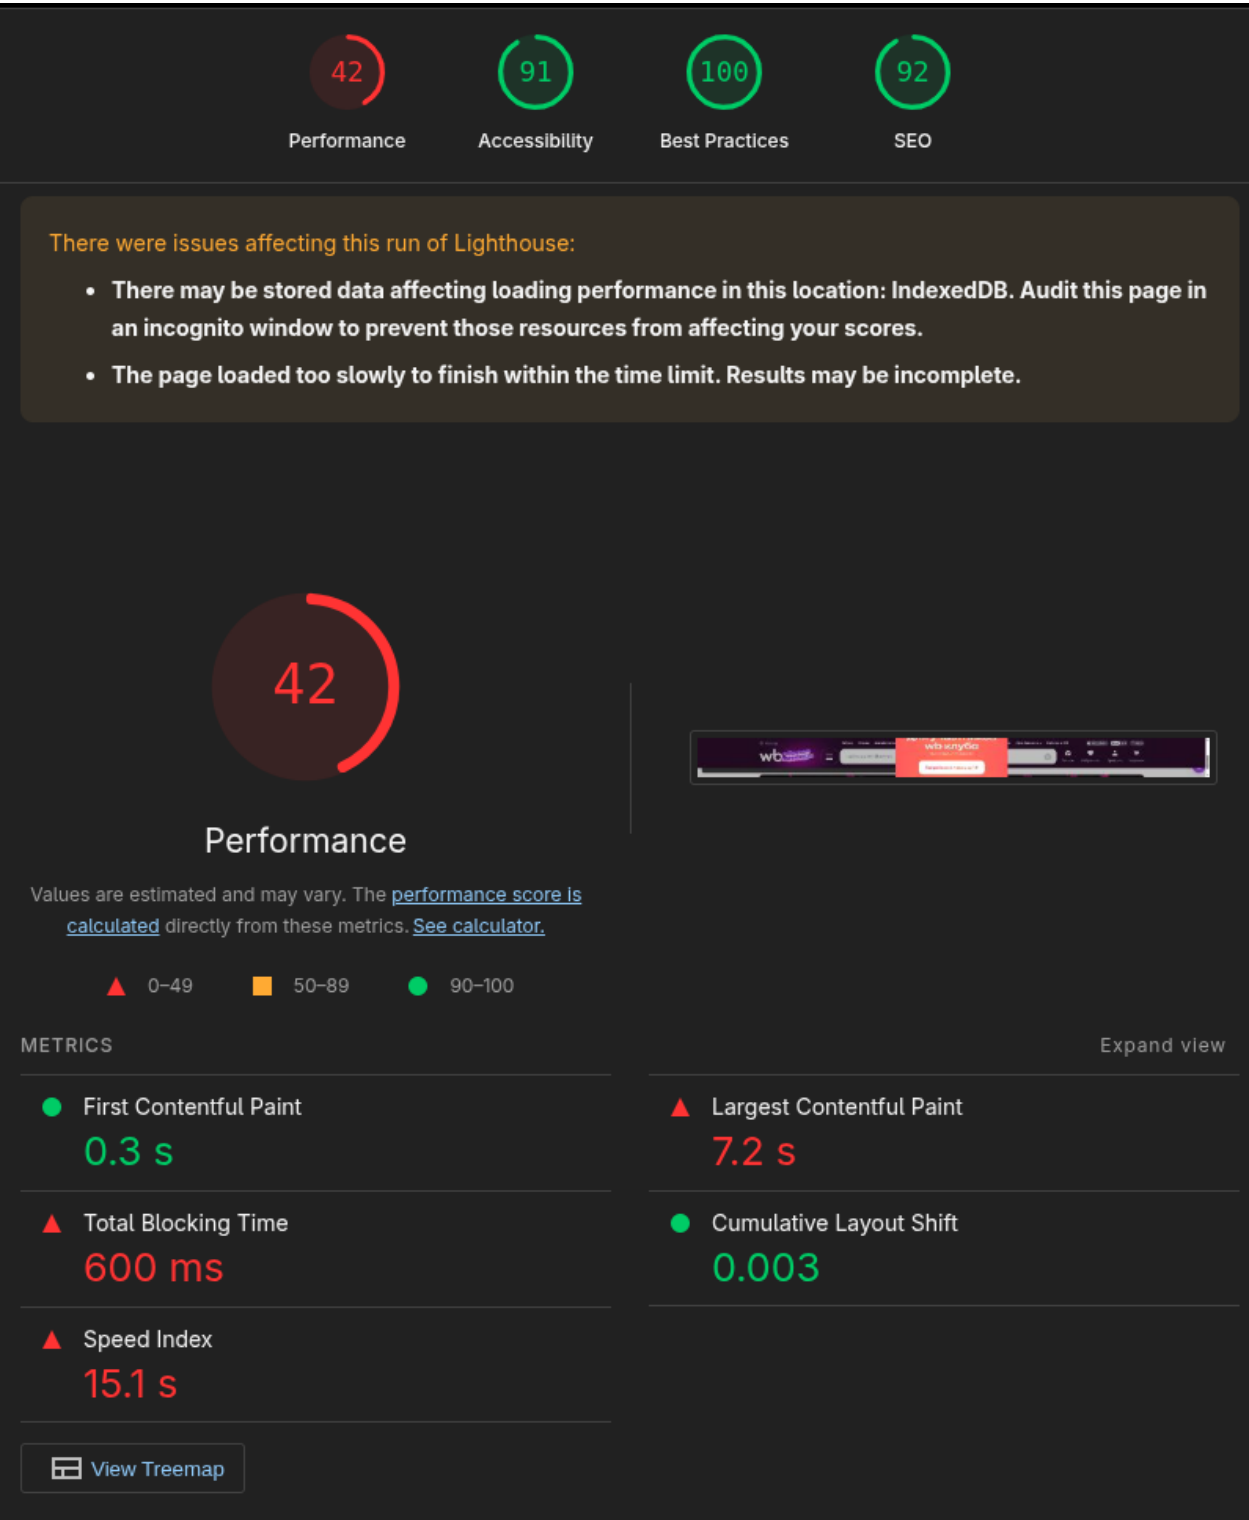 42
91
100
92
Performance
Accessibility
Best Practices
SEO
There were issues affecting this run of Lighthouse:
• There may be stored data affecting loading performance in this location: IndexedDB. Audit this page in
an incognito window to prevent those resources from affecting your scores.
• The page loaded too slowly to finish within the time limit. Results may be incomplete.
42
wb
wb клуба
Performance
Values are estimated and may vary. The performance score is
calculated directly from these metrics. See calculator.
0–49
50–89
90–100
METRICS
Expand view
First Contentful Paint
0.3 s
Largest Contentful Paint
7.2 s
Total Blocking Time
600 ms
Cumulative Layout Shift
0.003
Speed Index
15.1 s
View Treemap